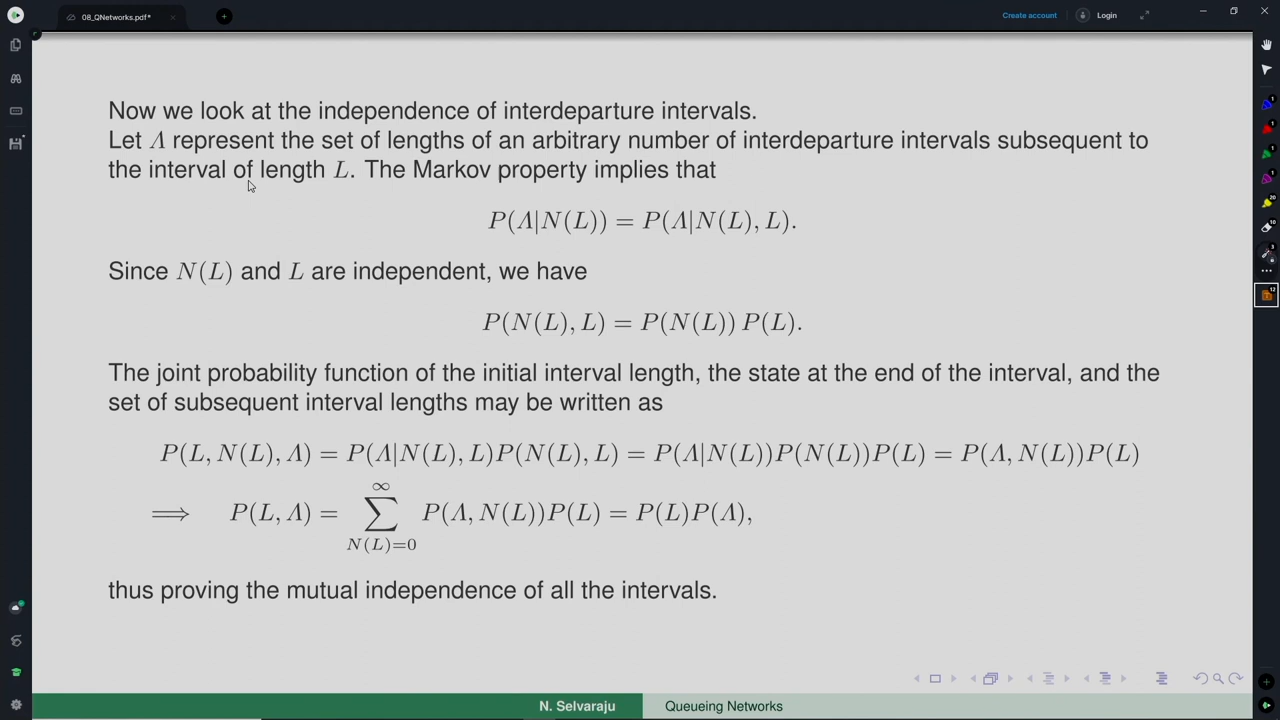 08_QNetworks.pdf*
Create account
Login
Now we look at the independence of interdeparture intervals.
Let Λ represent the set of lengths of an arbitrary number of interdeparture intervals subsequent to
the interval of length L. The Markov property implies that
P(Λ|N(L)) = P(Λ|N(L), L).
Since N(L) and L are independent, we have
P(N(L), L) = P(N(L)) P(L).
The joint probability function of the initial interval length, the state at the end of the interval, and the
set of subsequent interval lengths may be written as
P(L, N(L), Λ) = P(Λ|N(L), L)P(N(L), L) = P(Λ|N(L))P(N(L))P(L) = P(Λ, N(L))P(L)
⟹ P(L, Λ) = ∑_{N(L)=0}^{∞} P(Λ, N(L))P(L) = P(L)P(Λ),
thus proving the mutual independence of all the intervals.
N. Selvaraju
Queueing Networks